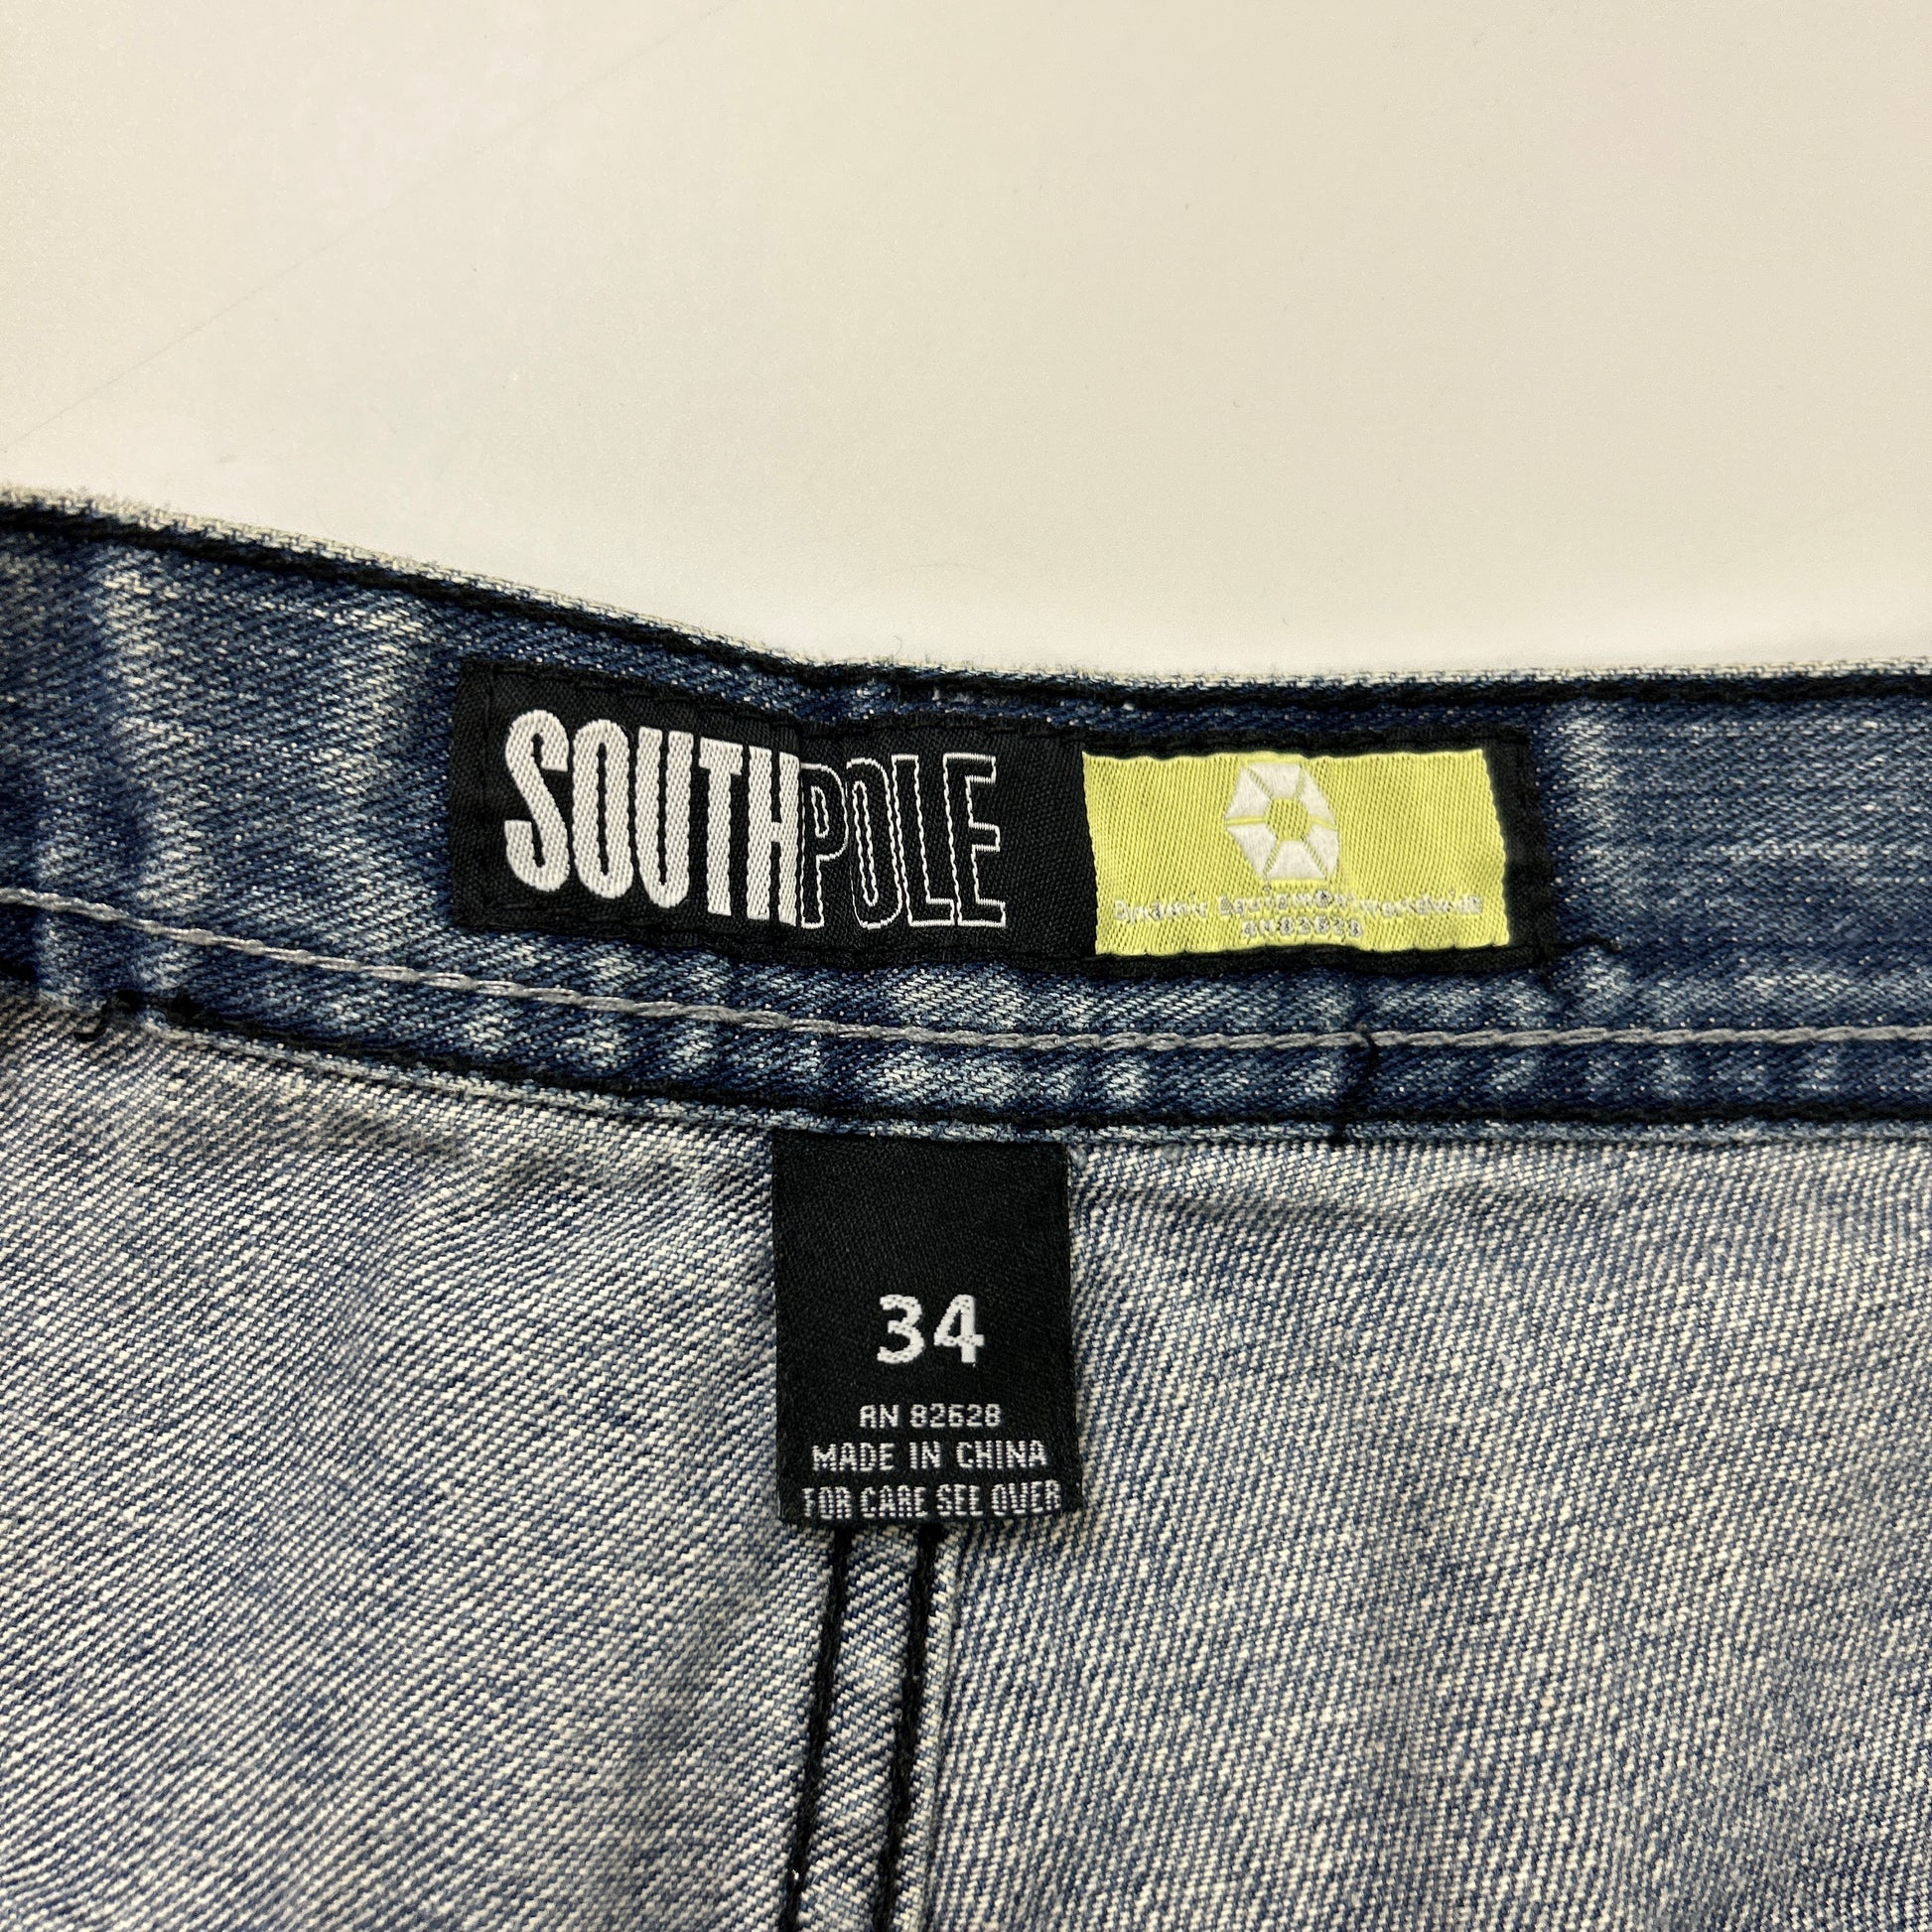 SOUTHPOLE
34
RN 82628
MADE IN CHINA
FOR CARE SEE OVER